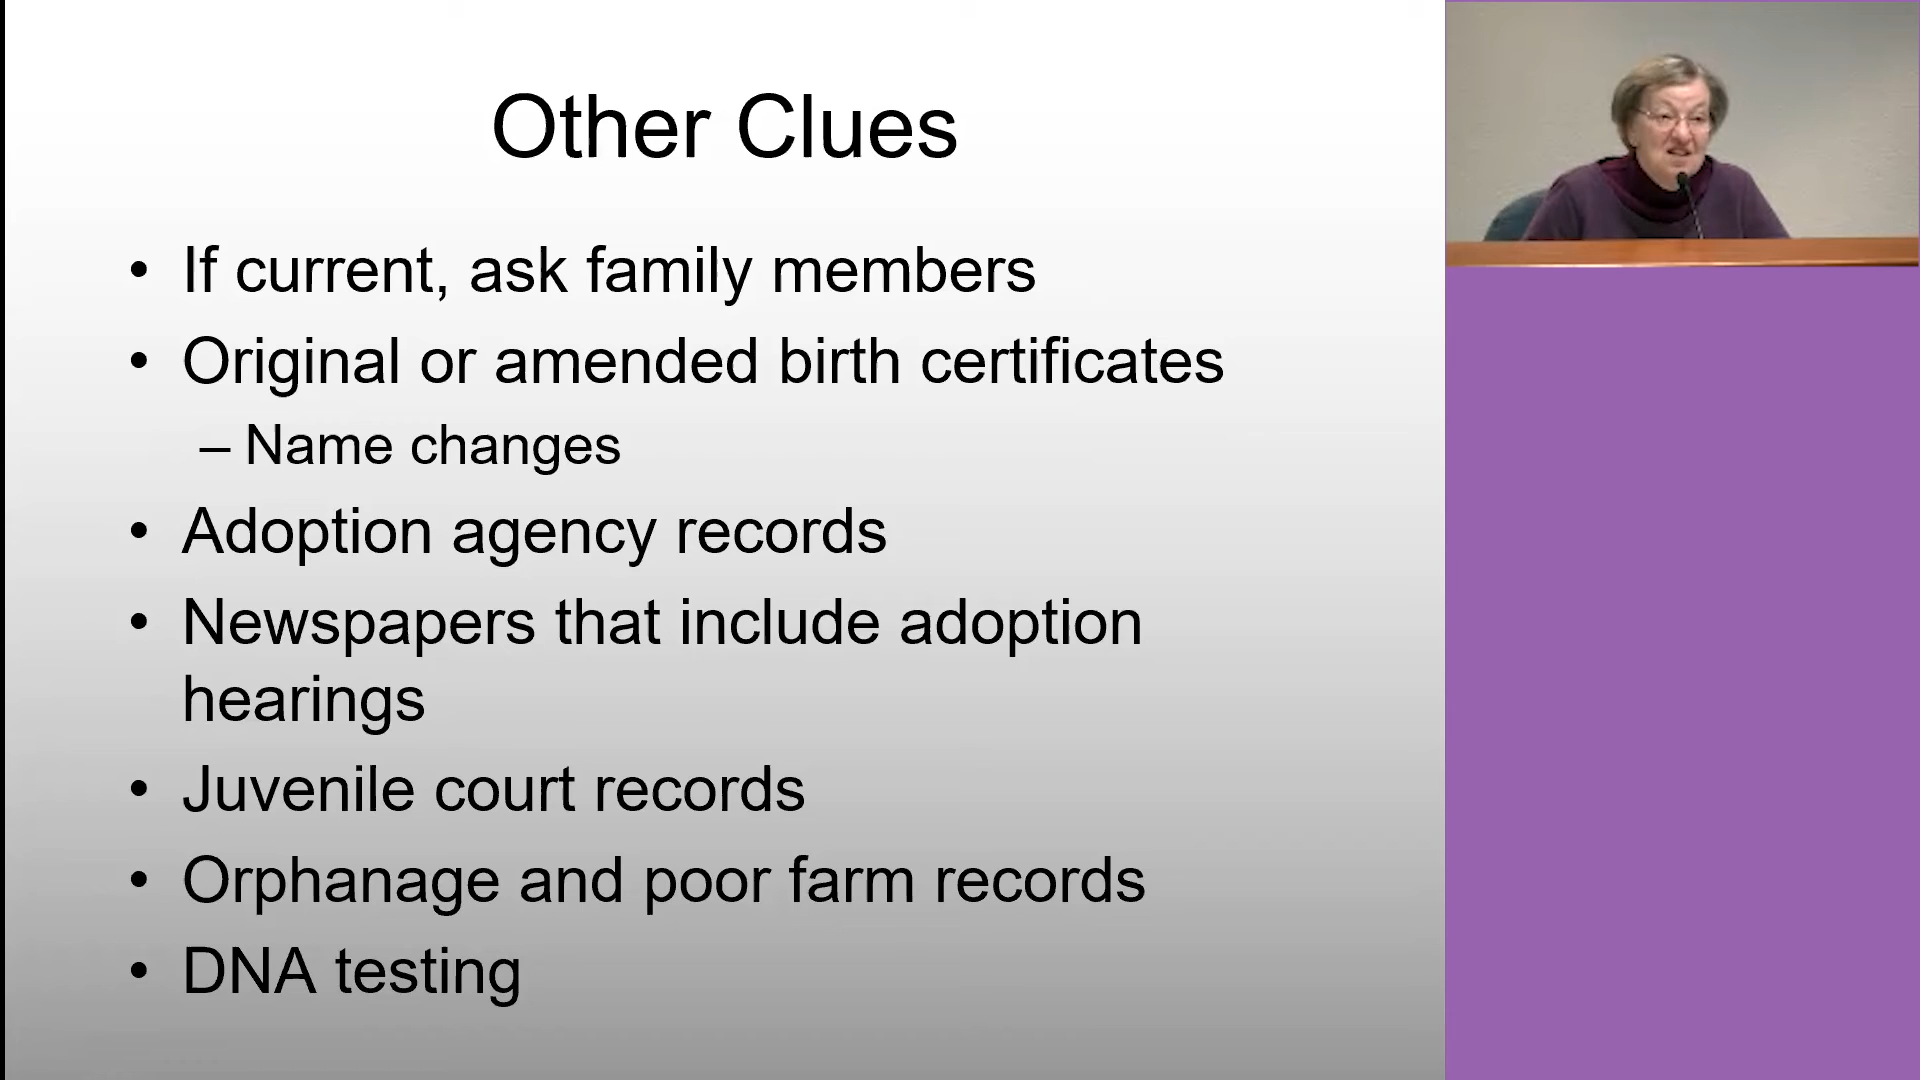 Other Clues
• If current, ask family members
• Original or amended birth certificates
– Name changes
• Adoption agency records
• Newspapers that include adoption
hearings
• Juvenile court records
• Orphanage and poor farm records
• DNA testing